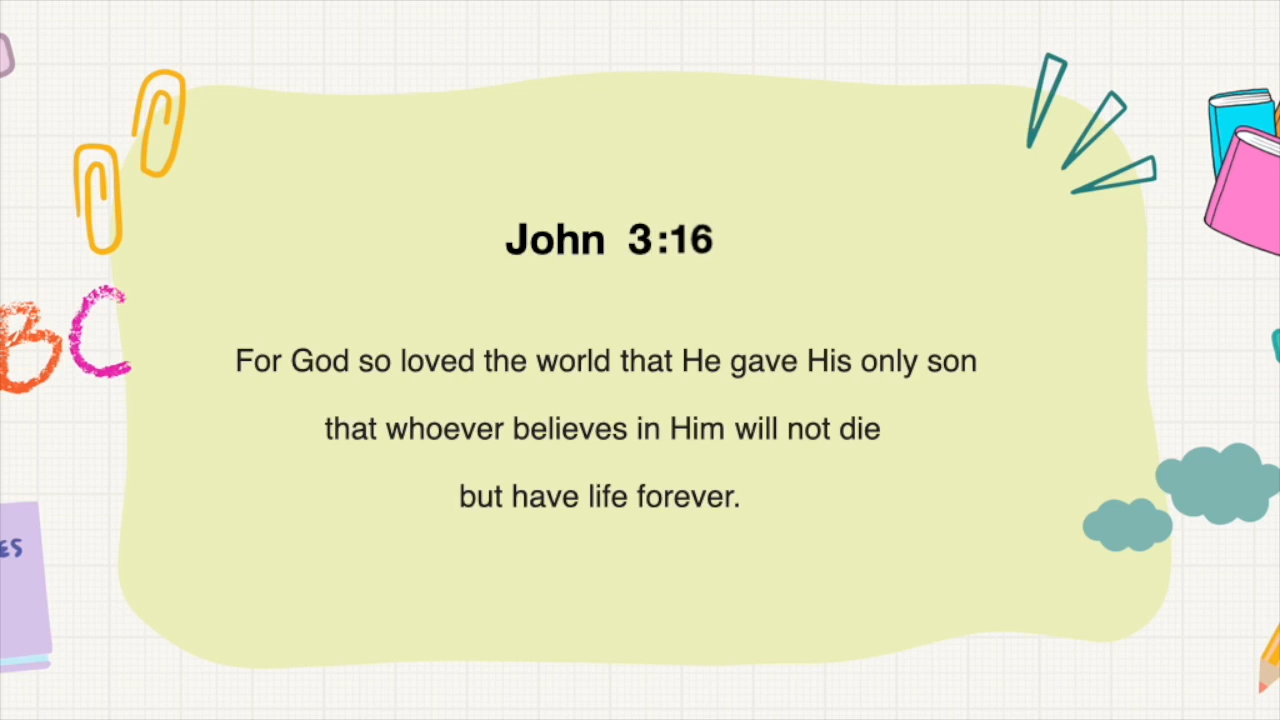 John 3:16
For God so loved the world that He gave His only son
that whoever believes in Him will not die
but have life forever.
BC
ES